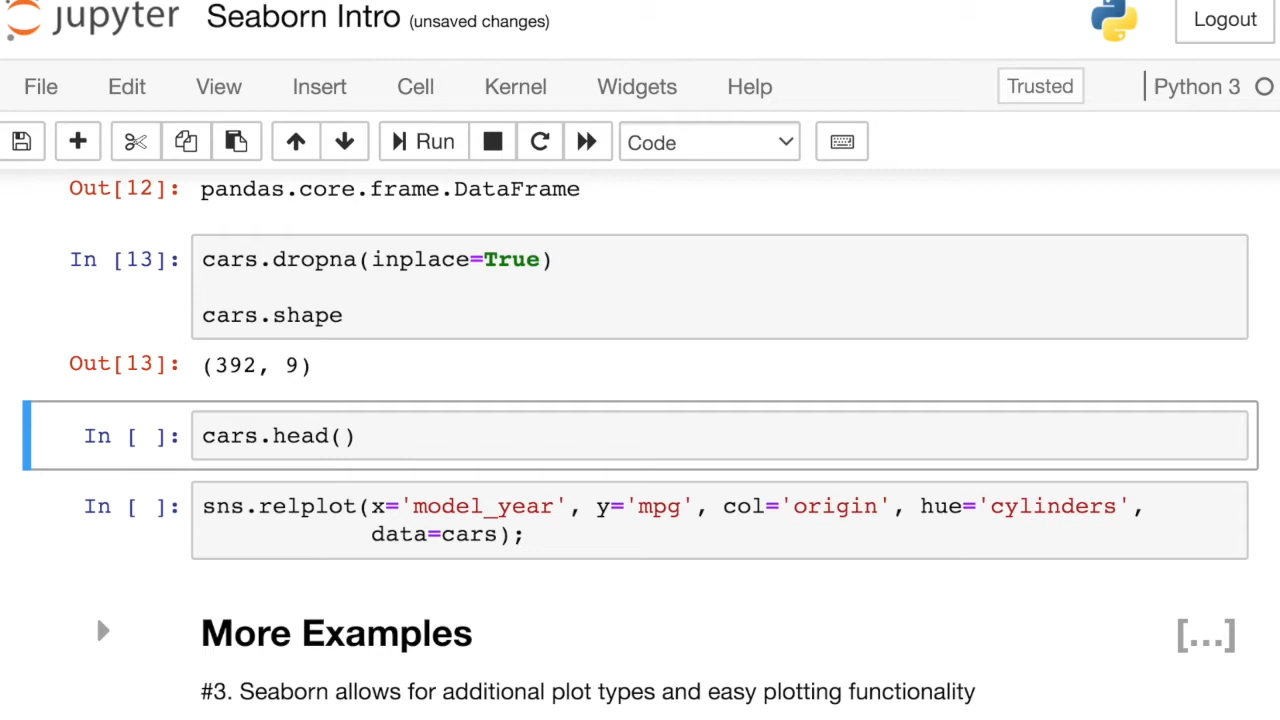 jupyter Seaborn Intro (unsaved changes) Logout
File Edit View Insert Cell Kernel Widgets Help Trusted Python 3
Run Code
Out[12]: pandas.core.frame.DataFrame
In [13]: cars.dropna(inplace=True)
cars.shape
Out[13]: (392, 9)
In [ ]: cars.head()
In [ ]: sns.relplot(x='model_year', y='mpg', col='origin', hue='cylinders',
data=cars);
More Examples [...]
#3. Seaborn allows for additional plot types and easy plotting functionality